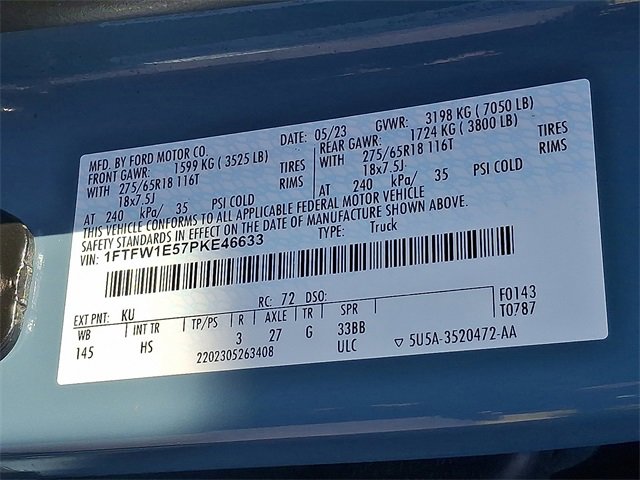 MFD. BY FORD MOTOR CO. DATE: 05/23 GVWR: 3198 KG ( 7050 LB)
FRONT GAWR: 1599 KG ( 3525 LB) REAR GAWR: 1724 KG ( 3800 LB)
WITH 275/65R18 116T TIRES WITH 275/65R18 116T TIRES
18x7.5J RIMS 18x7.5J RIMS
AT 240 kPa/ 35 PSI COLD AT 240 kPa/ 35 PSI COLD
THIS VEHICLE CONFORMS TO ALL APPLICABLE FEDERAL MOTOR VEHICLE
SAFETY STANDARDS IN EFFECT ON THE DATE OF MANUFACTURE SHOWN ABOVE.
VIN: 1FTFW1E57PKE46633 TYPE: Truck
EXT PNT: KU RC: 72 DSO: F0143
WB INT TR TP/PS R AXLE TR SPR T0787
145 HS 3 27 G 33BB
2202305263408 ULC ▽ 5U5A-3520472-AA